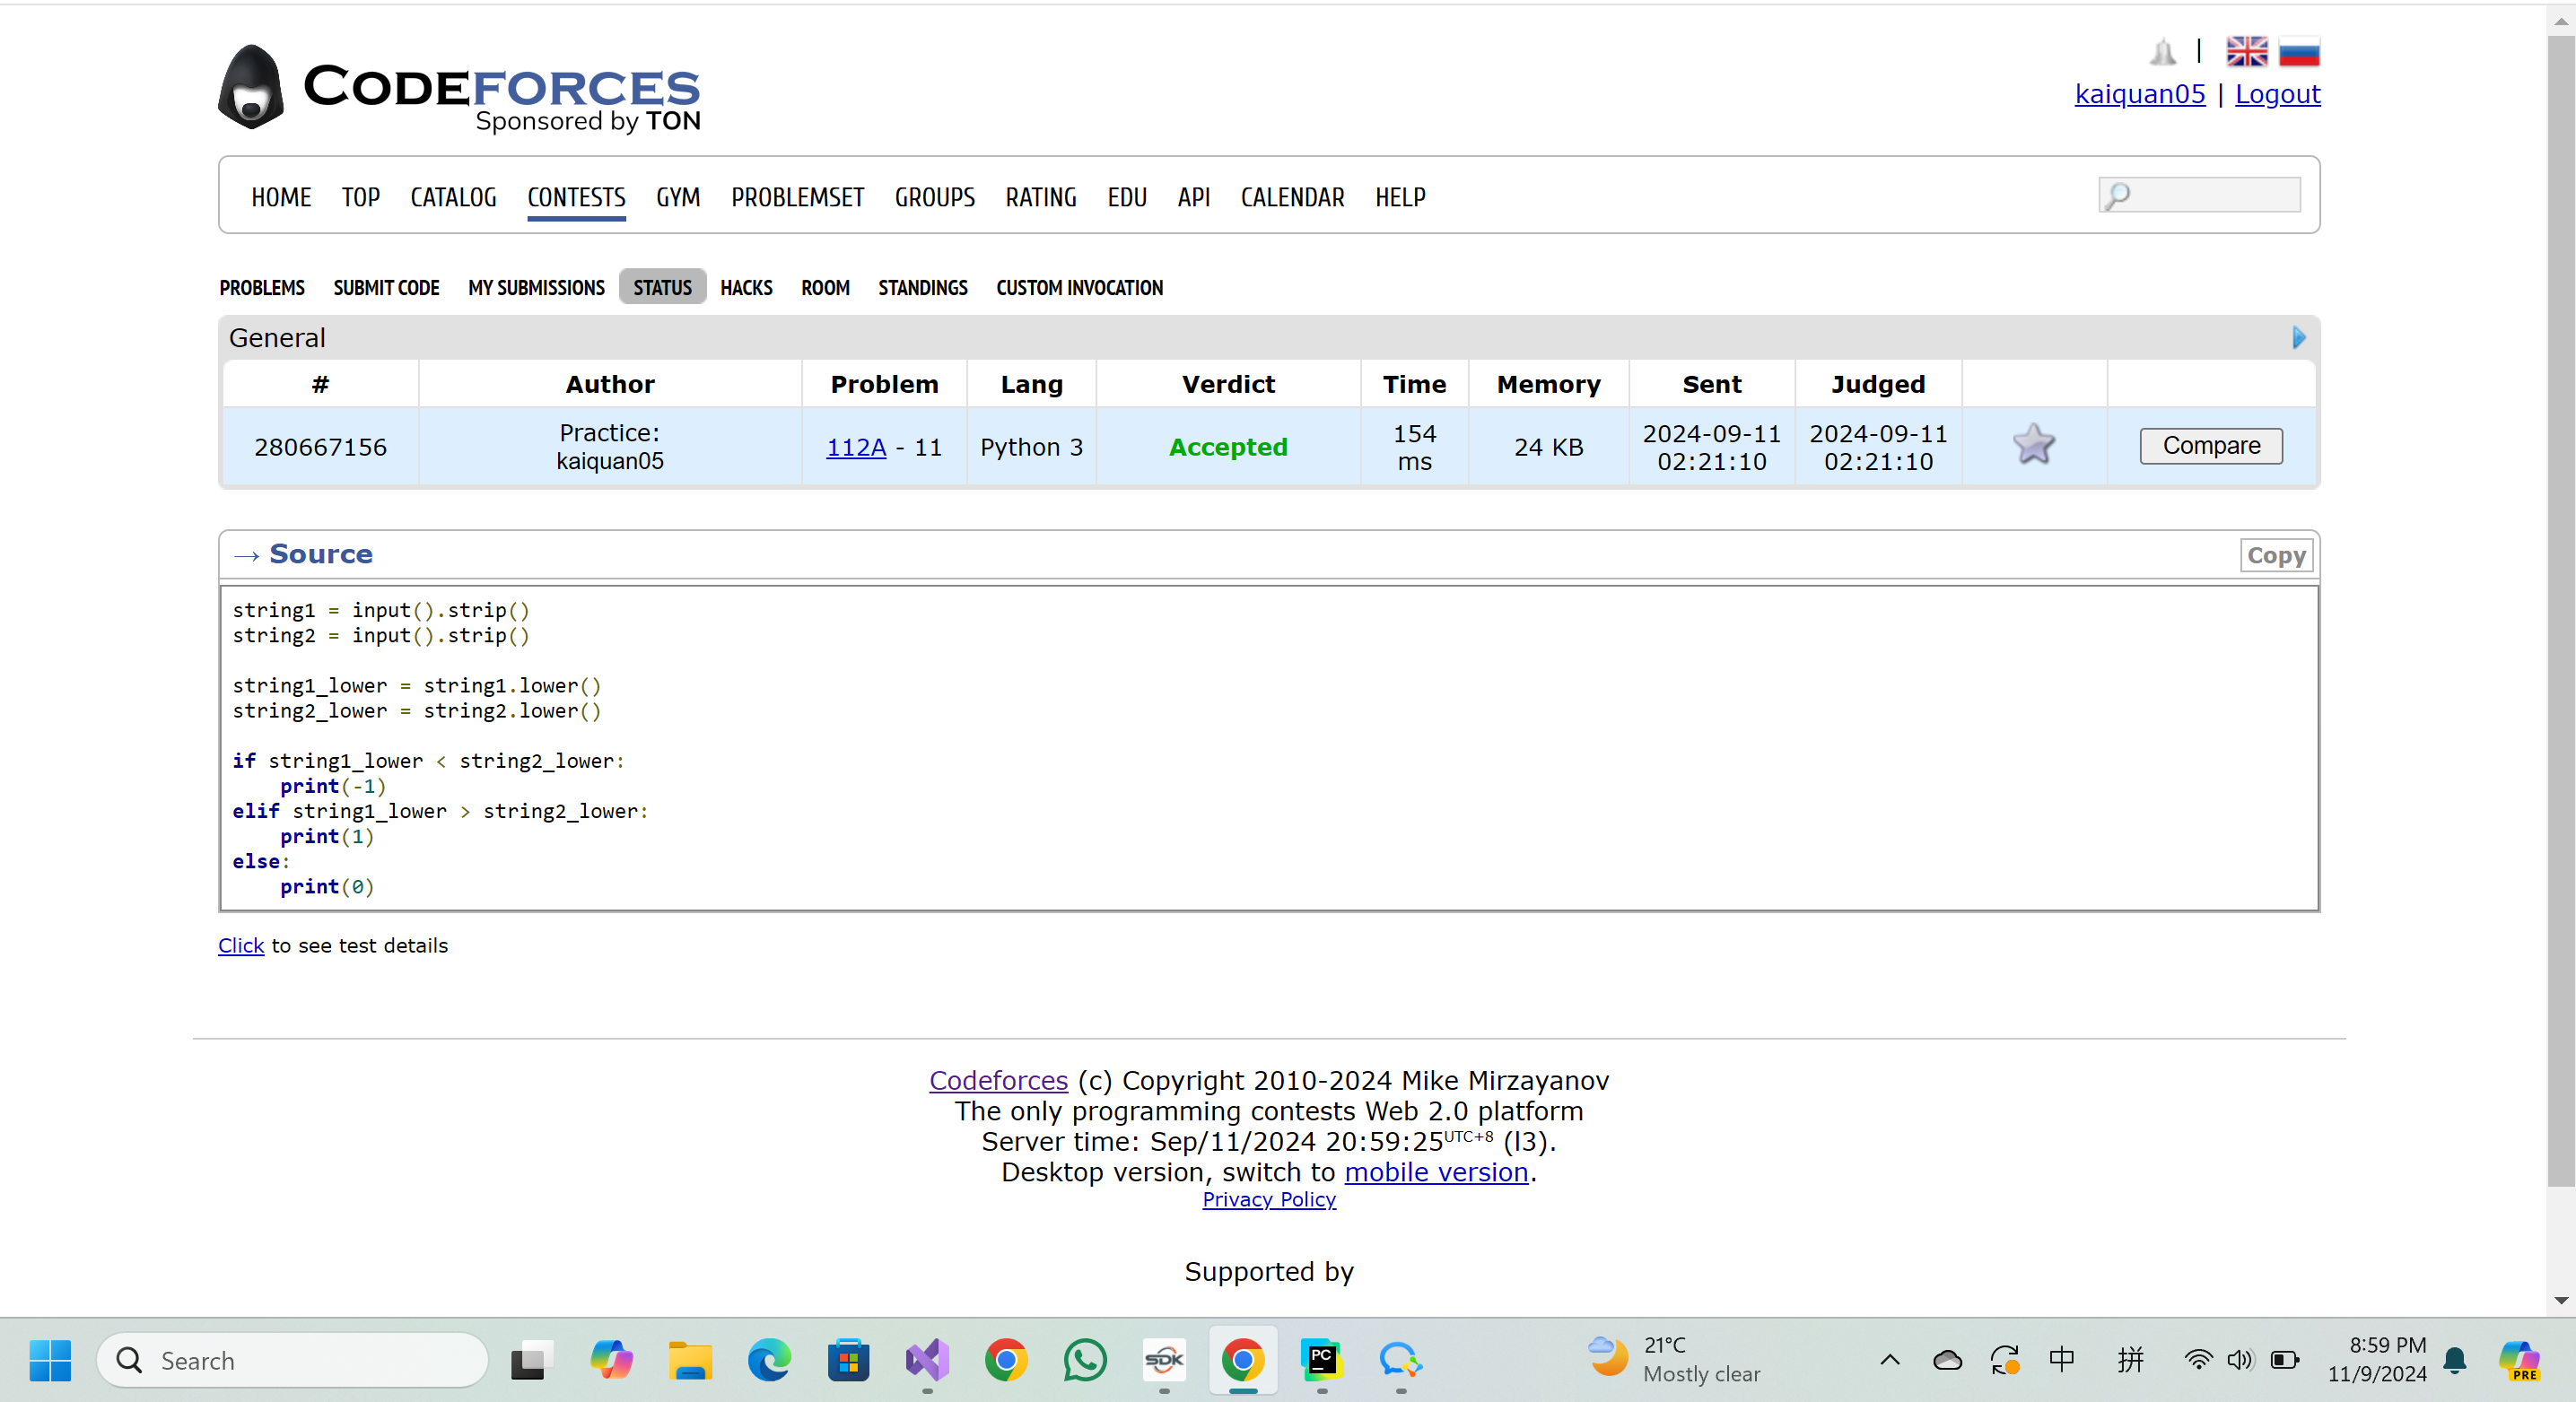 CODEFORCES
Sponsored by TON
|
kaiquan05 | Logout
HOME TOP CATALOG CONTESTS GYM PROBLEMSET GROUPS RATING EDU API CALENDAR HELP
PROBLEMS SUBMIT CODE MY SUBMISSIONS STATUS HACKS ROOM STANDINGS CUSTOM INVOCATION
General
# Author Problem Lang Verdict Time Memory Sent Judged
280667156 Practice: kaiquan05 112A - 11 Python 3 Accepted 154 ms 24 KB 2024-09-11 02:21:10 2024-09-11 02:21:10 Compare
→ Source Copy
string1 = input().strip()
string2 = input().strip()
string1_lower = string1.lower()
string2_lower = string2.lower()
if string1_lower < string2_lower:
    print(-1)
elif string1_lower > string2_lower:
    print(1)
else:
    print(0)
Click to see test details
Codeforces (c) Copyright 2010-2024 Mike Mirzayanov
The only programming contests Web 2.0 platform
Server time: Sep/11/2024 20:59:25UTC+8 (l3).
Desktop version, switch to mobile version.
Privacy Policy
Supported by
Search SDK PC 21°C 中 拼 8:59 PM
Mostly clear 11/9/2024 PRE